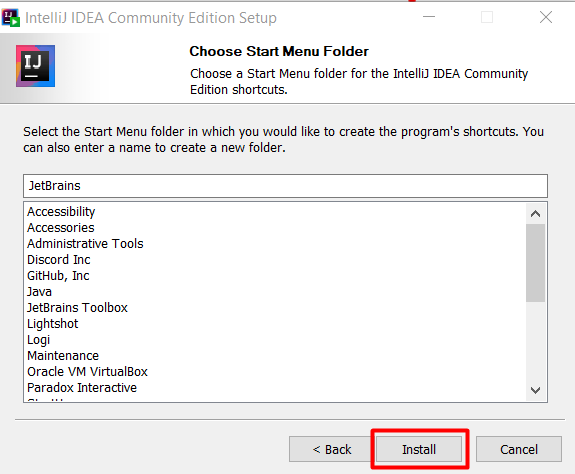 IntelliJ IDEA Community Edition Setup
IJ
Choose Start Menu Folder
Choose a Start Menu folder for the IntelliJ IDEA Community
Edition shortcuts.
Select the Start Menu folder in which you would like to create the program's shortcuts. You
can also enter a name to create a new folder.
JetBrains
Accessibility
Accessories
Administrative Tools
Discord Inc
GitHub, Inc
Java
JetBrains Toolbox
Lightshot
Logi
Maintenance
Oracle VM VirtualBox
Paradox Interactive
< Back
Install
Cancel